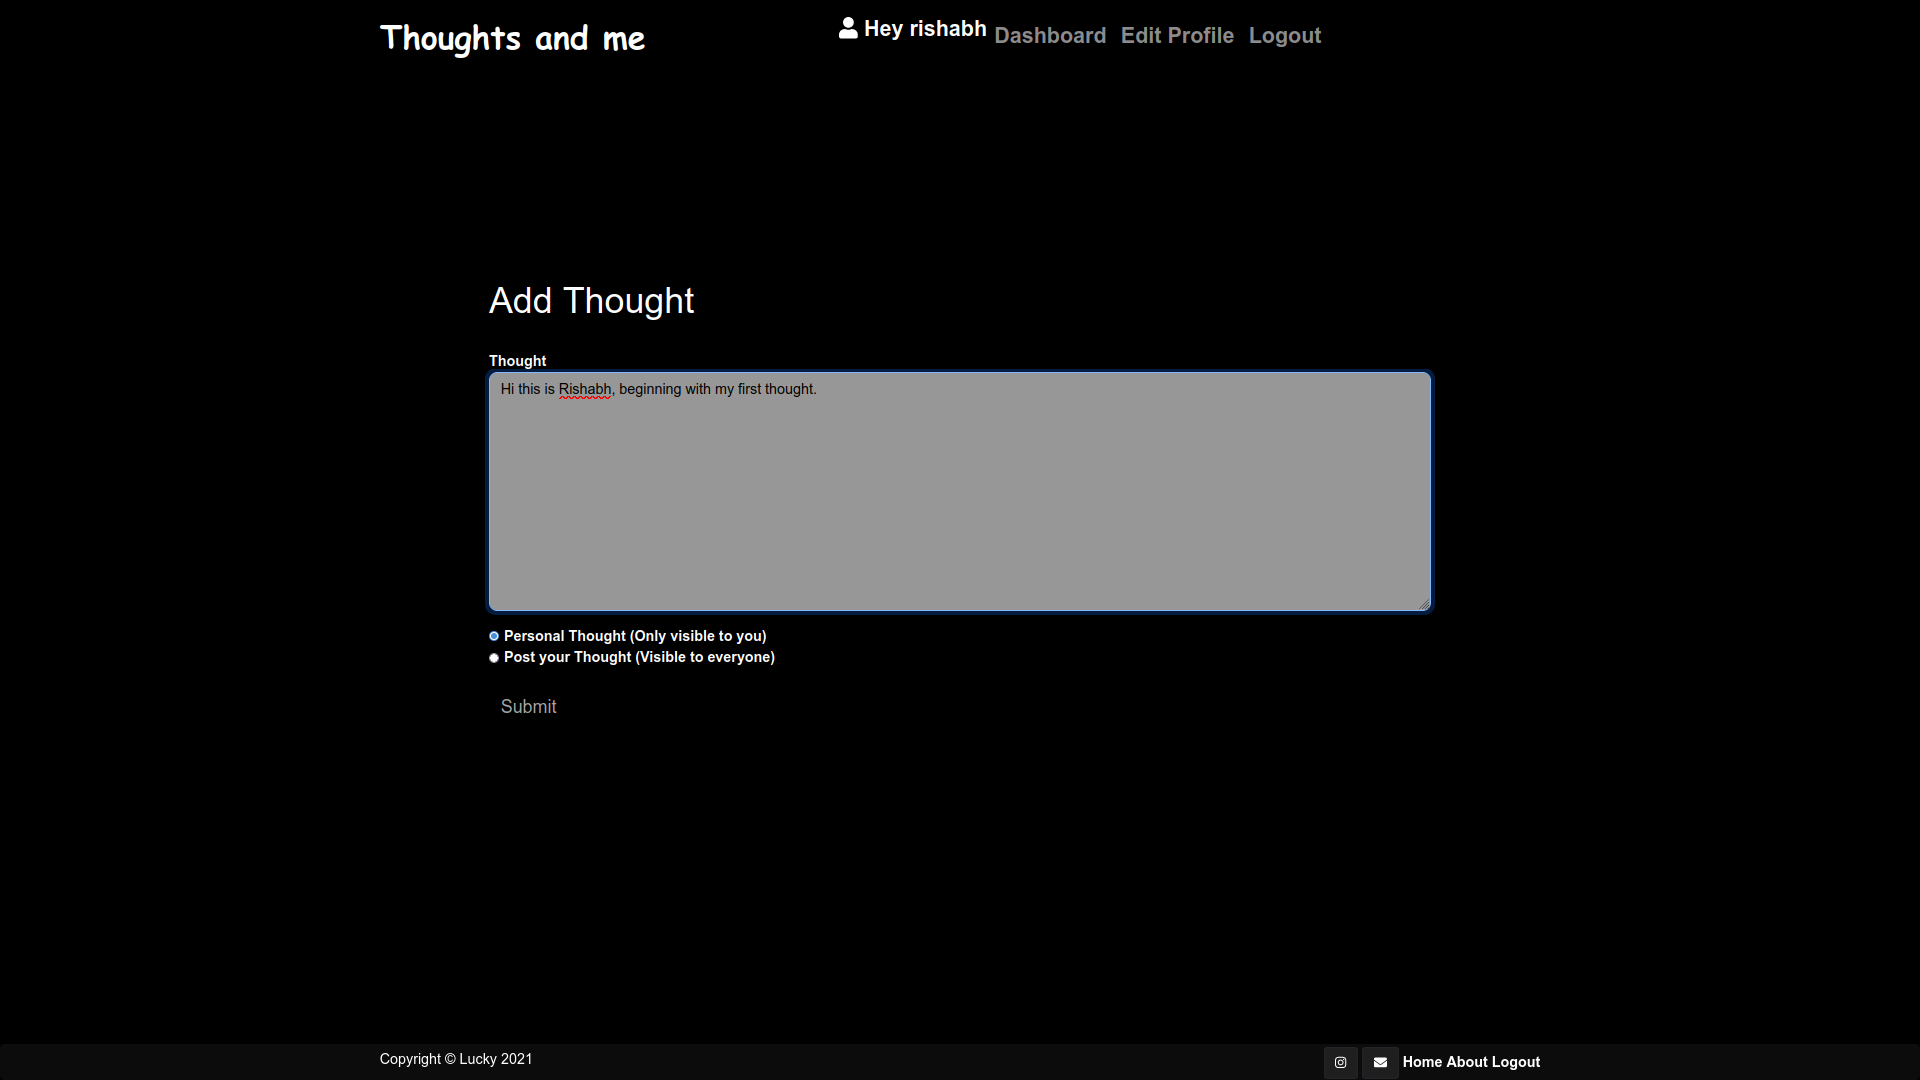 Thoughts and me
Hey rishabh Dashboard Edit Profile Logout
Add Thought
Thought
Hi this is Rishabh, beginning with my first thought.
Personal Thought (Only visible to you)
Post your Thought (Visible to everyone)
Submit
Copyright © Lucky 2021
Home About Logout